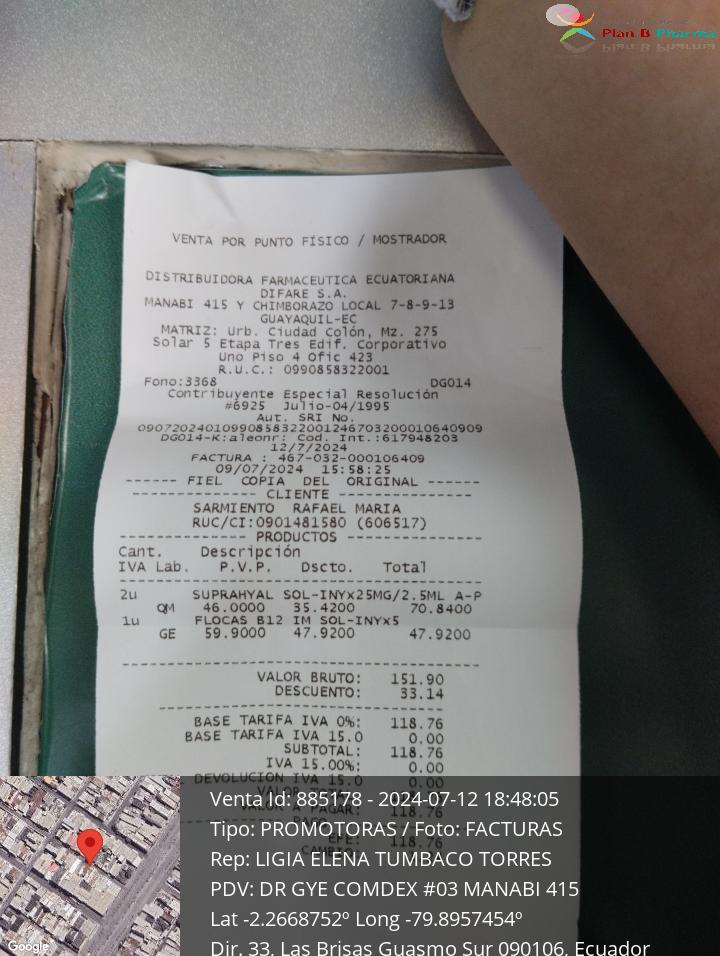 Plan B Pharma
VENTA POR PUNTO FÍSICO / MOSTRADOR
DISTRIBUIDORA FARMACEUTICA ECUATORIANA
DIFARE S.A.
MANABI 415 Y CHIMBORAZO LOCAL 7-8-9-13
GUAYAQUIL-EC
MATRIZ: Urb. Ciudad Colón, Mz. 275
Solar 5 Etapa Tres Edif. Corporativo
Uno Piso 4 Ofic 423
R.U.C.: 0990858322001
Fono:3368 DG014
Contribuyente Especial Resolución
#6925 Julio-04/1995
Aut. SRI No.
0907202401099085832200124670320001064090​9
DG014-K:aleonr: Cod. Int.:617948203
12/7/2024
FACTURA : 467-032-000106409
09/07/2024 15:58:25
------ FIEL COPIA DEL ORIGINAL ------
--------------- CLIENTE ----------------
SARMIENTO RAFAEL MARIA
RUC/CI:0901481580 (606517)
-------------- PRODUCTOS ---------------
Cant. Descripción
IVA Lab. P.V.P. Dscto. Total
2u SUPRAHYAL SOL-INYx25MG/2.5ML A-P
QM 46.0000 35.4200 70.8400
1u FLOCAS B12 IM SOL-INYx5
GE 59.9000 47.9200 47.9200
VALOR BRUTO: 151.90
DESCUENTO: 33.14
BASE TARIFA IVA 0%: 118.76
BASE TARIFA IVA 15.0 0.00
SUBTOTAL: 118.76
IVA 15.00%: 0.00
DEVOLUCION IVA 15.0 0.00
VALOR A PAGAR: 118.76
EFE: 118.76
Venta Id: 885178 - 2024-07-12 18:48:05
Tipo: PROMOTORAS / Foto: FACTURAS
Rep: LIGIA ELENA TUMBACO TORRES
PDV: DR GYE COMDEX #03 MANABI 415
Lat -2.2668752º Long -79.8957454º
Dir. 33, Las Brisas Guasmo Sur 090106, Ecuador
Google